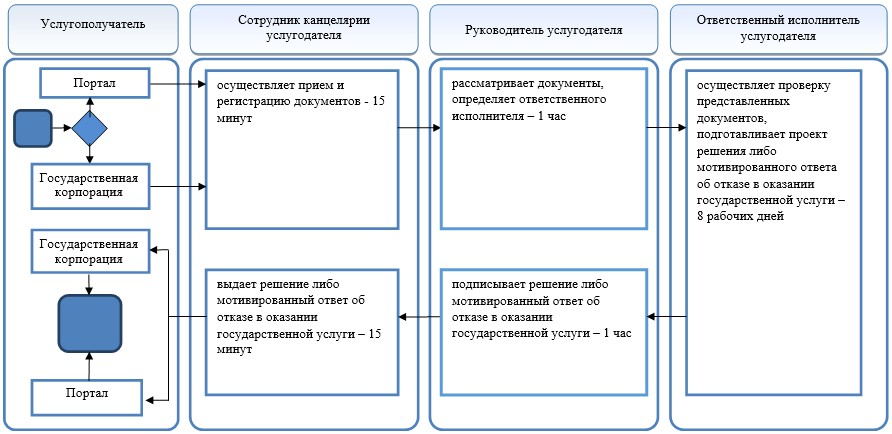 Услугополучатель
Сотрудник канцелярии
услугодателя
Руководитель услугодателя
Ответственный исполнитель
услугодателя
Портал
Государственная
корпорация
Государственная
корпорация
Портал
осуществляет прием и
регистрацию документов - 15
минут
выдает решение либо
мотивированный ответ об
отказе в оказании
государственной услуги – 15
минут
рассматривает документы,
определяет ответственного
исполнителя – 1 час
подписывает решение либо
мотивированный ответ об
отказе в оказании
государственной услуги – 1 час
осуществляет проверку
представленных
документов,
подготавливает проект
решения либо
мотивированного ответа
об отказе в оказании
государственной услуги –
8 рабочих дней